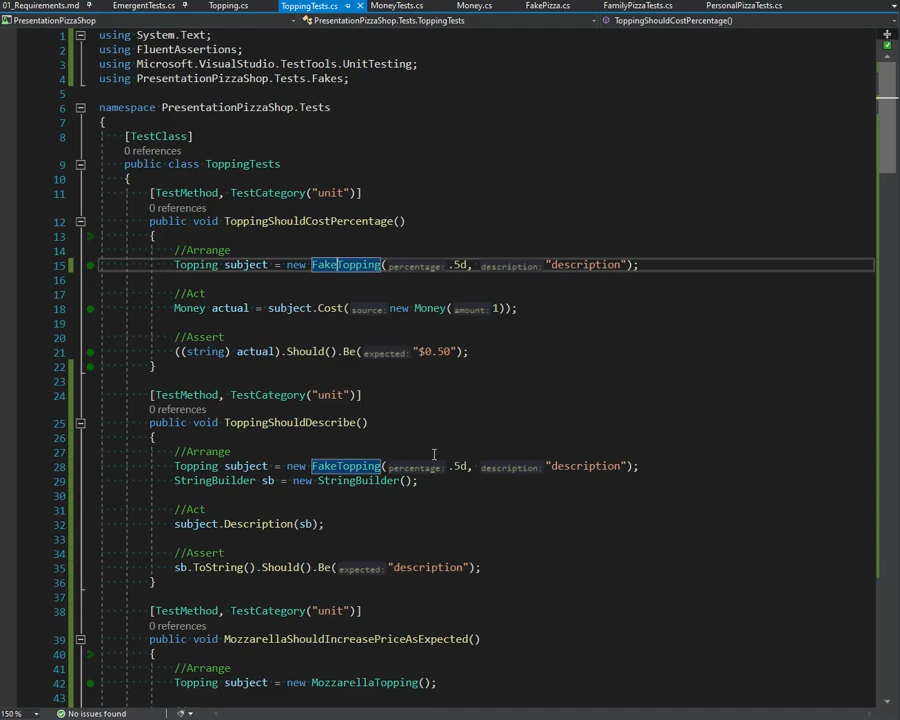 01_Requirements.md EmergentTests.cs Topping.cs ToppingTests.cs MoneyTests.cs Money.cs FakePizza.cs FamilyPizzaTests.cs PersonalPizzaTests.cs
PresentationPizzaShop PresentationPizzaShop.Tests.ToppingTests ToppingShouldCostPercentage()
1 using System.Text;
2 using FluentAssertions;
3 using Microsoft.VisualStudio.TestTools.UnitTesting;
4 using PresentationPizzaShop.Tests.Fakes;
5
6 namespace PresentationPizzaShop.Tests
7 {
8 [TestClass]
0 references
9 public class ToppingTests
10 {
11 [TestMethod, TestCategory("unit")]
0 references
12 public void ToppingShouldCostPercentage()
13 {
14 //Arrange
15 Topping subject = new FakeTopping(percentage: .5d, description: "description");
16
17 //Act
18 Money actual = subject.Cost(source: new Money(amount: 1));
19
20 //Assert
21 ((string) actual).Should().Be(expected: "$0.50");
22 }
23
24 [TestMethod, TestCategory("unit")]
0 references
25 public void ToppingShouldDescribe()
26 {
27 //Arrange
28 Topping subject = new FakeTopping(percentage: .5d, description: "description");
29 StringBuilder sb = new StringBuilder();
30
31 //Act
32 subject.Description(sb);
33
34 //Assert
35 sb.ToString().Should().Be(expected: "description");
36 }
37
38 [TestMethod, TestCategory("unit")]
0 references
39 public void MozzarellaShouldIncreasePriceAsExpected()
40 {
41 //Arrange
42 Topping subject = new MozzarellaTopping();
43
150 % No issues found